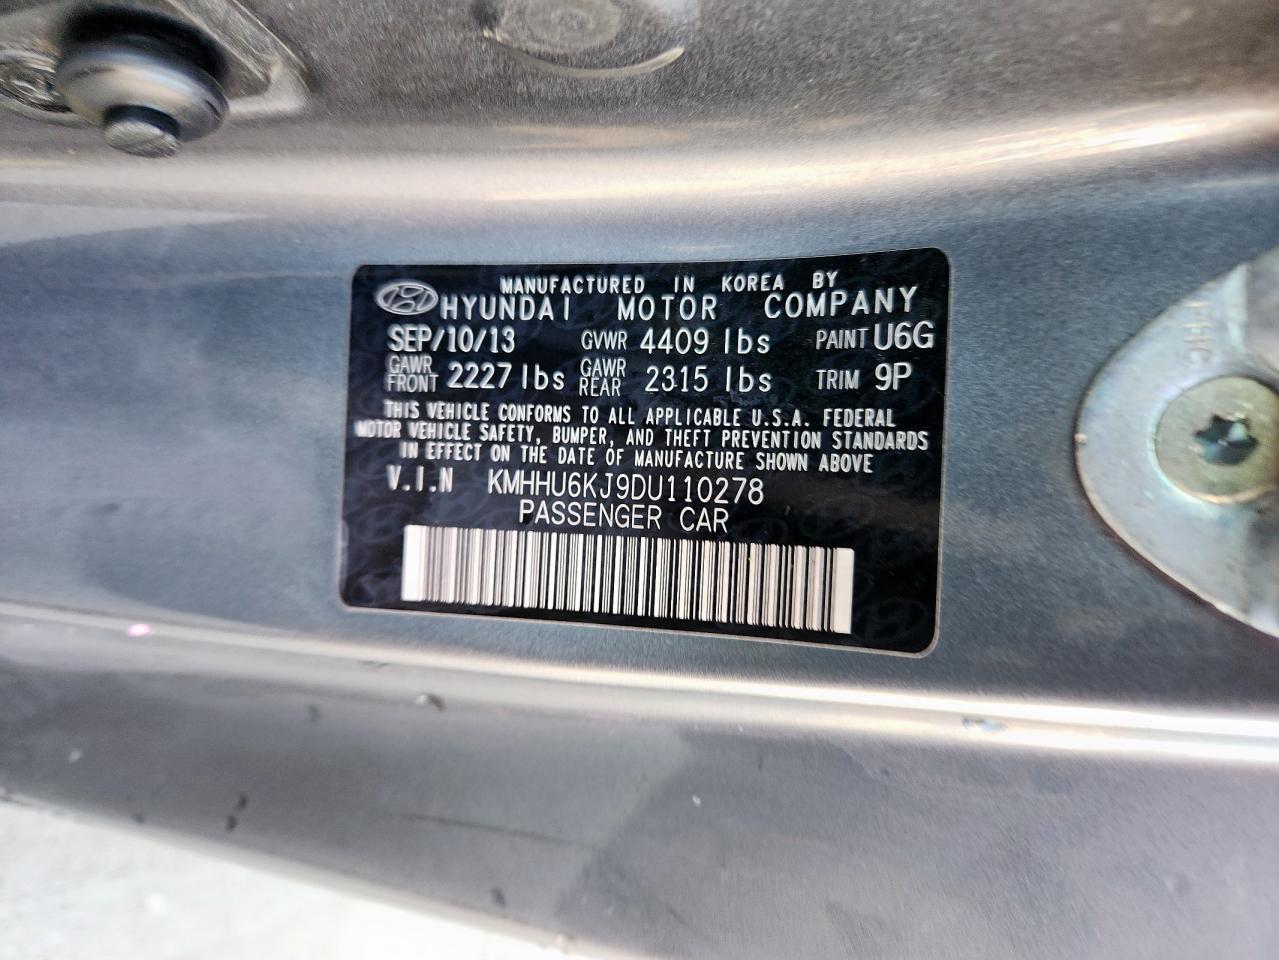 MANUFACTURED IN KOREA BY
HYUNDAI MOTOR COMPANY
SEP/10/13 GVWR 4409 lbs PAINT U6G
GAWR FRONT 2227 lbs GAWR REAR 2315 lbs TRIM 9P
THIS VEHICLE CONFORMS TO ALL APPLICABLE U.S.A. FEDERAL
MOTOR VEHICLE SAFETY, BUMPER, AND THEFT PREVENTION STANDARDS
IN EFFECT ON THE DATE OF MANUFACTURE SHOWN ABOVE
V.I.N KMHHU6KJ9DU110278
PASSENGER CAR